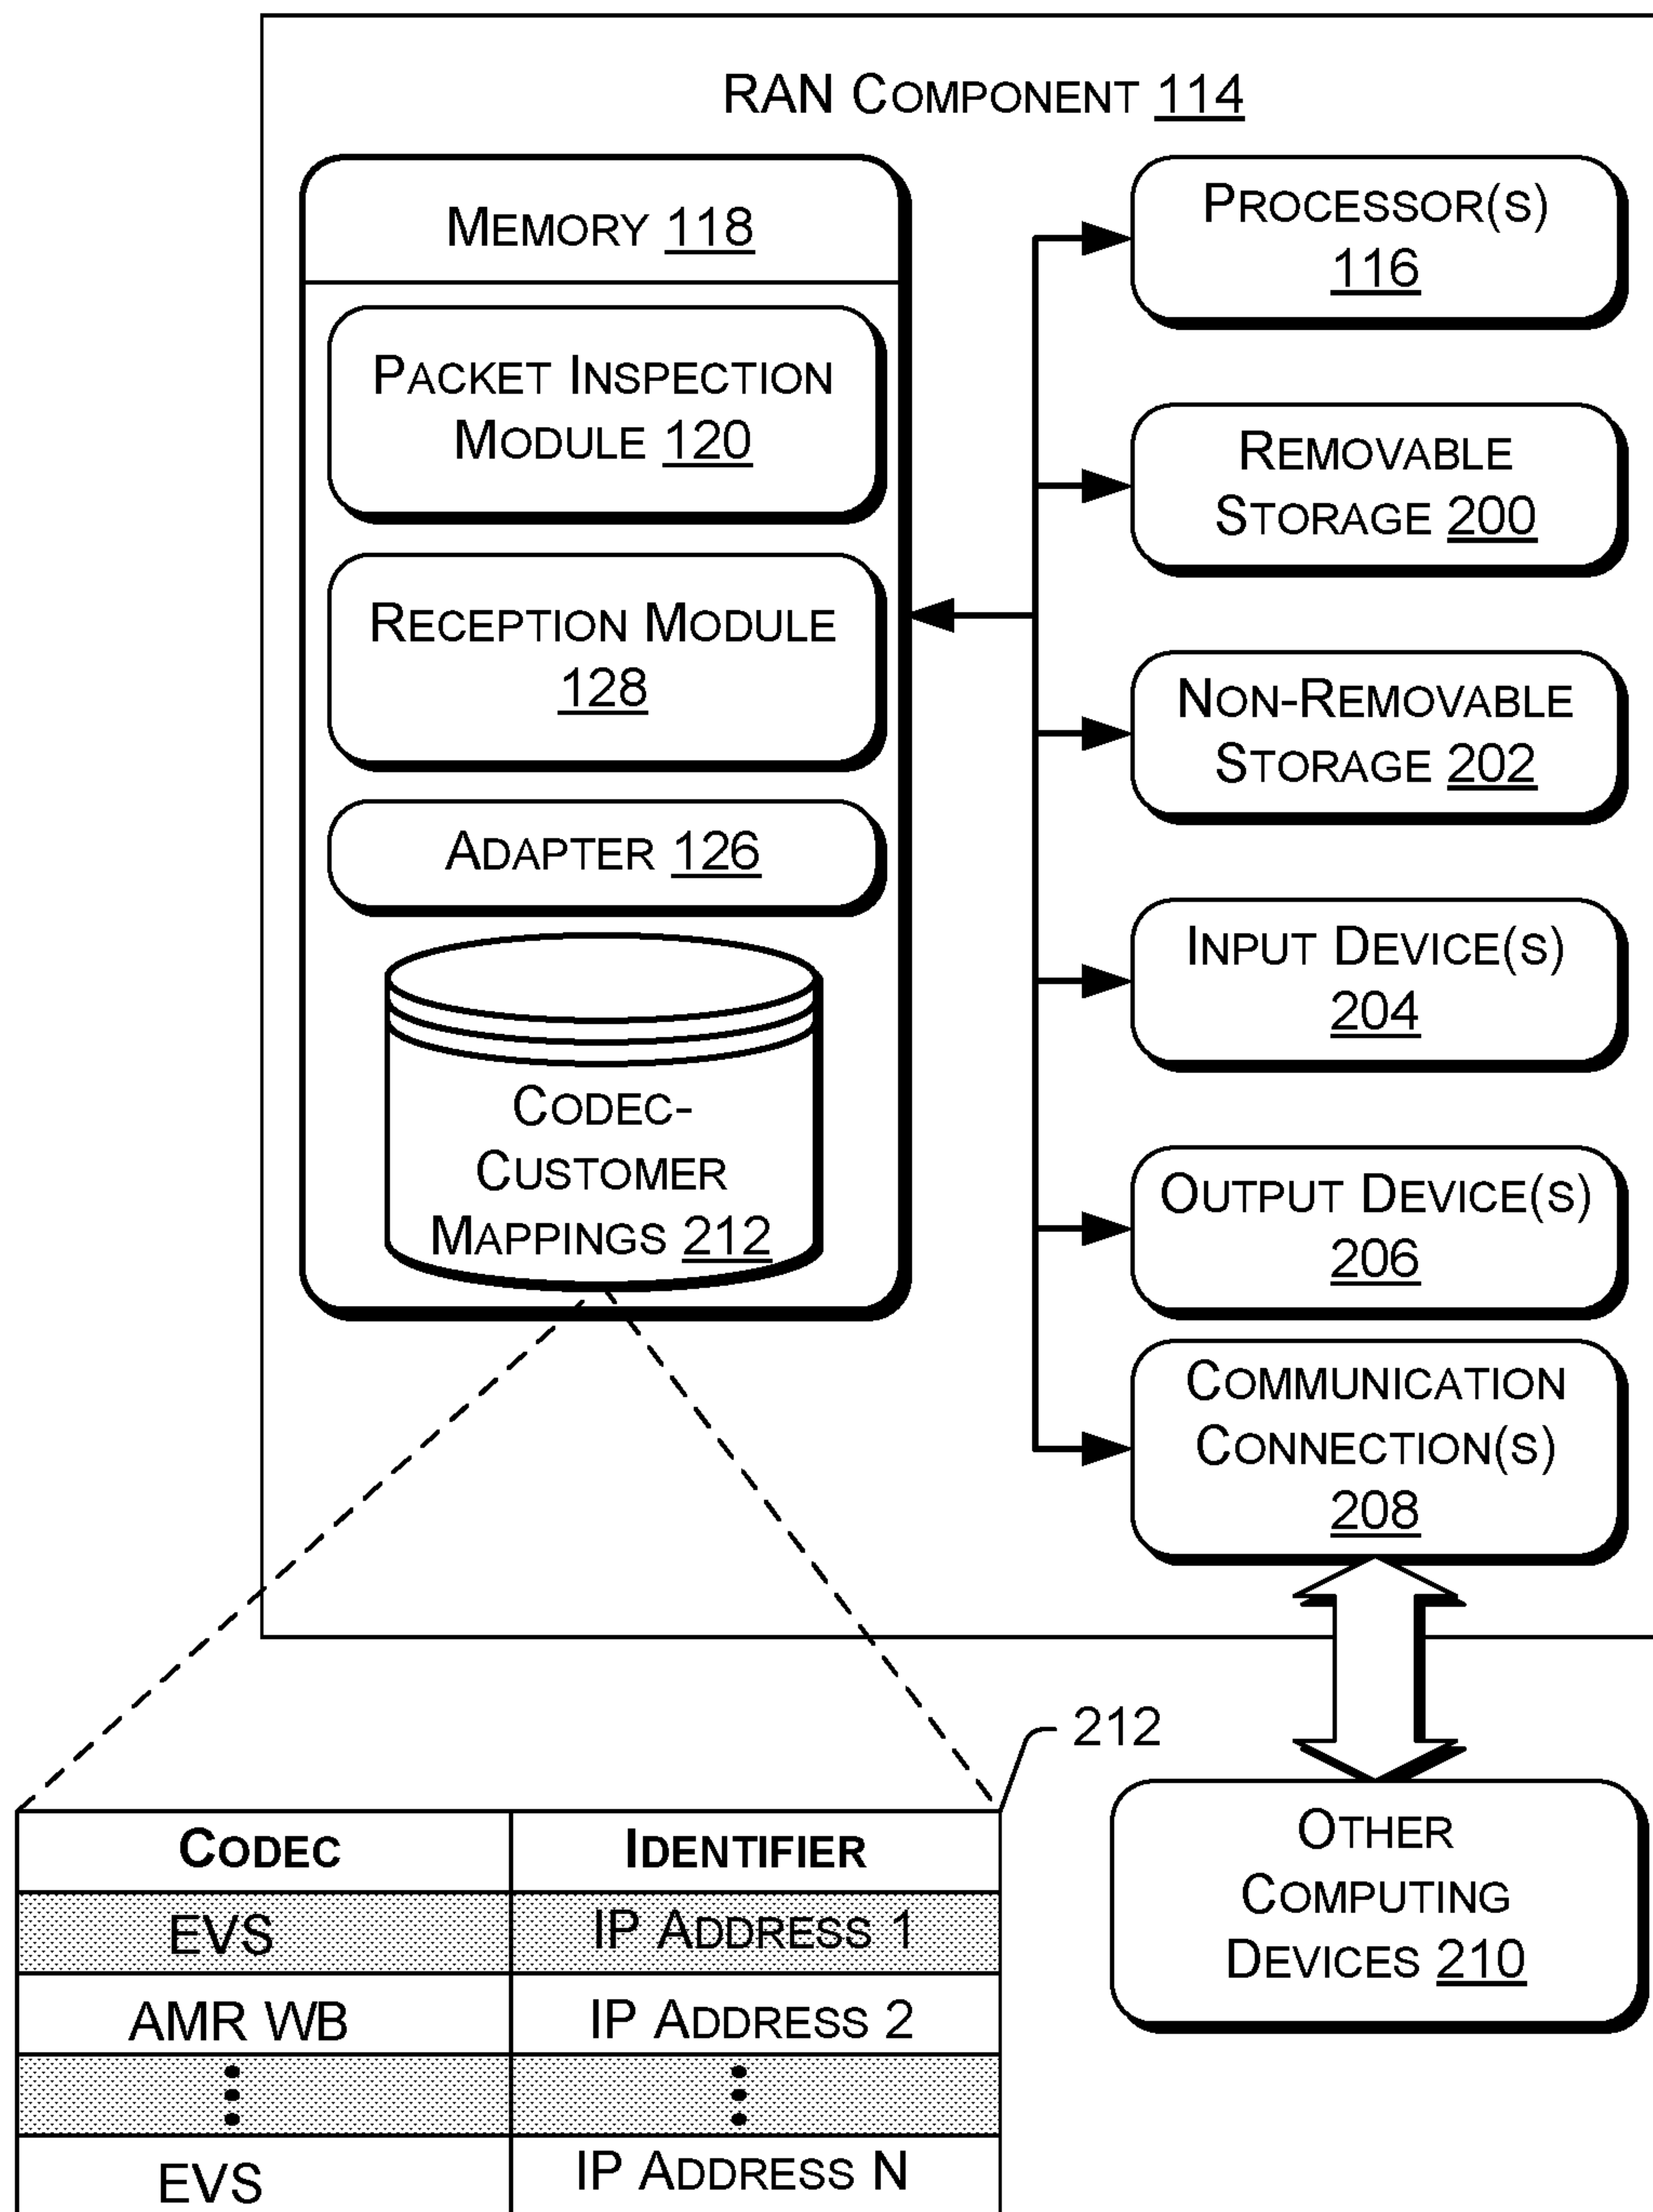 RAN COMPONENT 114
MEMORY 118
PACKET INSPECTION
MODULE 120
RECEPTION MODULE
128
ADAPTER 126
CODEC-
CUSTOMER
MAPPINGS 212
PROCESSOR(S)
116
REMOVABLE
STORAGE 200
NON-REMOVABLE
STORAGE 202
INPUT DEVICE(S)
204
OUTPUT DEVICE(S)
206
COMMUNICATION
CONNECTION(S)
208
212
OTHER
COMPUTING
DEVICES 210
CODEC IDENTIFIER
EVS IP ADDRESS 1
AMR WB IP ADDRESS 2
EVS IP ADDRESS N